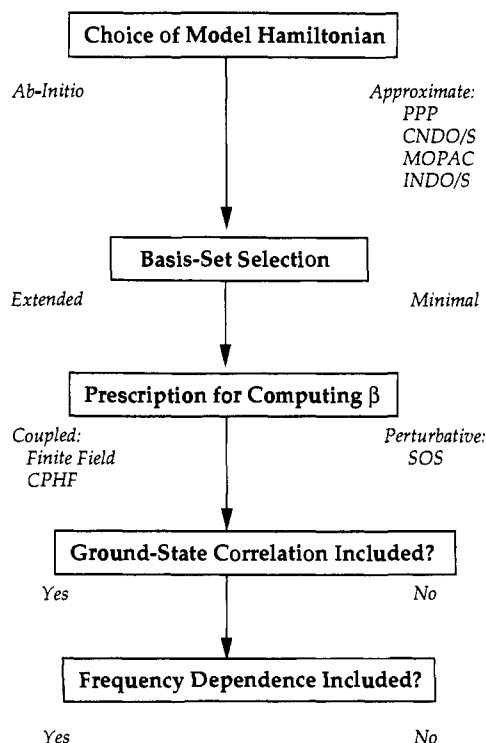 Choice of Model Hamiltonian
Ab-Initio
Approximate:
PPP
CNDO/S
MOPAC
INDO/S
Basis-Set Selection
Extended
Minimal
Prescription for Computing β
Coupled:
Finite Field
CPHF
Perturbative:
SOS
Ground-State Correlation Included?
Yes
No
Frequency Dependence Included?
Yes
No